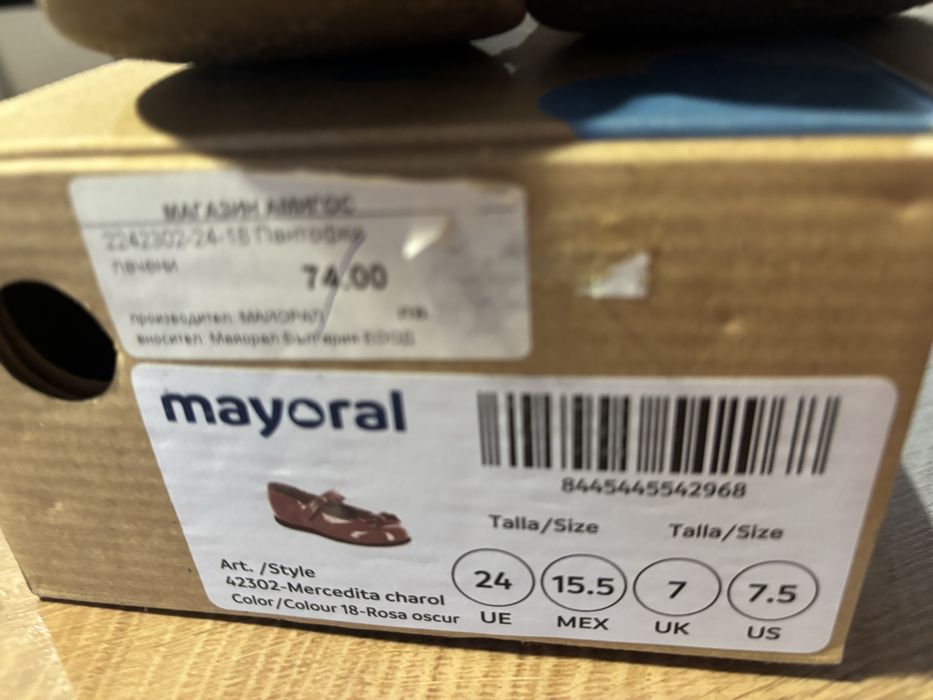 МАГАЗИН АМИГОС
2242302-24-18 Пантофки
лачени
74.00
производител: МАЙОРАЛ лв.
вносител: Майорал България ЕООД
mayoral
8445445542968
Talla/Size Talla/Size
24 15.5 7 7.5
UE MEX UK US
Art. /Style
42302-Mercedita charol
Color/Colour 18-Rosa oscur